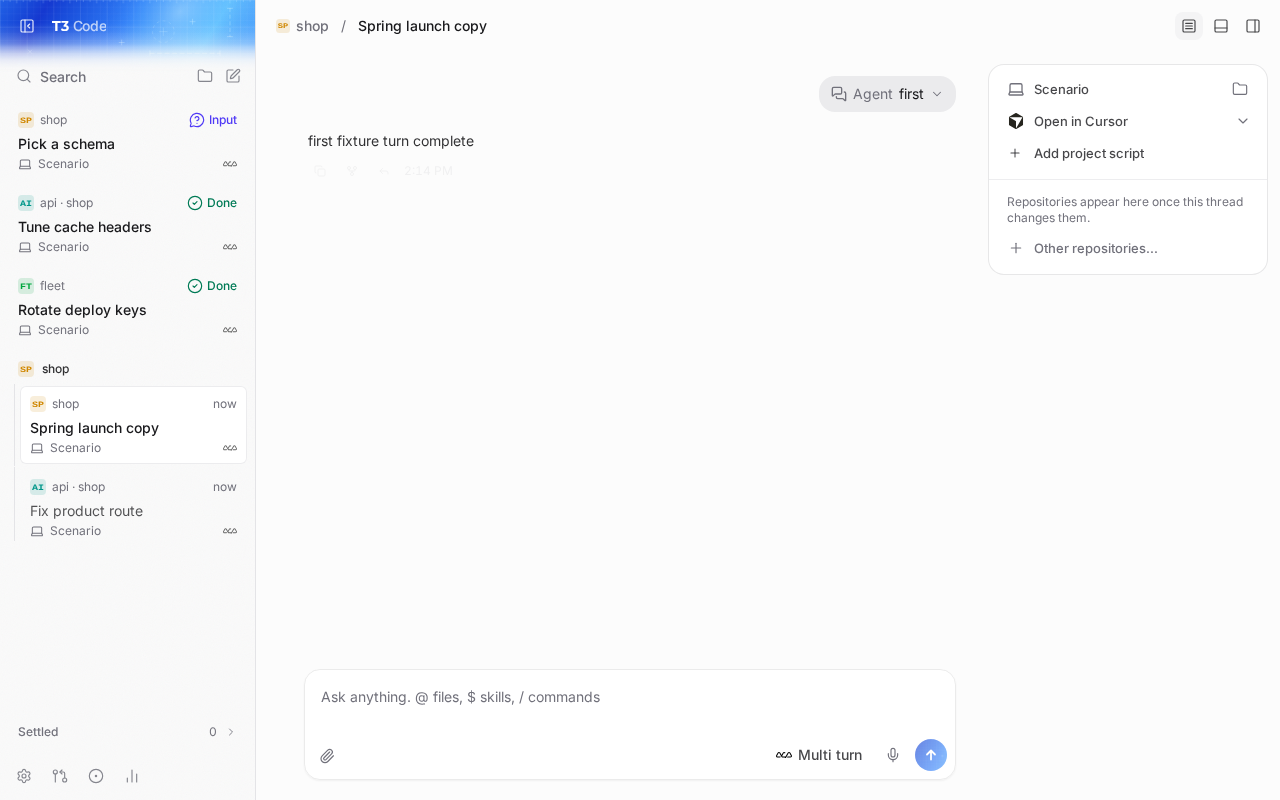 T3 Code
Search
SP shop Input
Pick a schema
Scenario
AI api · shop Done
Tune cache headers
Scenario
FT fleet Done
Rotate deploy keys
Scenario
SP shop
SP shop now
Spring launch copy
Scenario
AI api · shop now
Fix product route
Scenario
Settled 0
SP shop / Spring launch copy
Agent first
first fixture turn complete
2:14 PM
Ask anything. @ files, $ skills, / commands
Multi turn
Scenario
Open in Cursor
Add project script
Repositories appear here once this thread
changes them.
Other repositories...